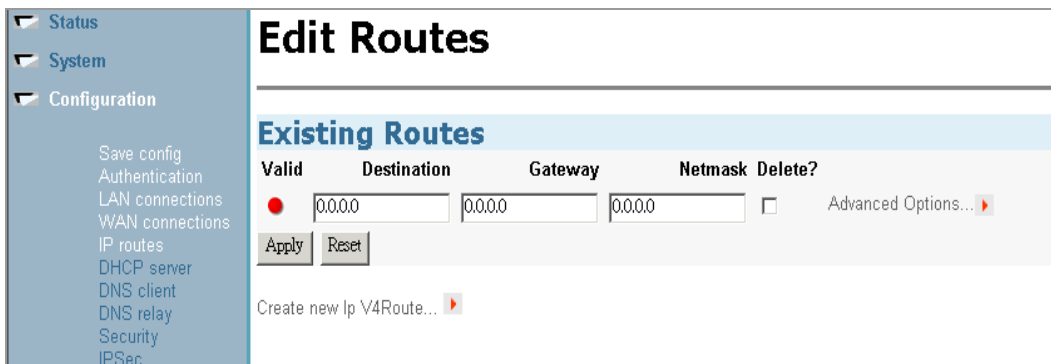 Status
System
Configuration
Save config
Authentication
LAN connections
WAN connections
IP routes
DHCP server
DNS client
DNS relay
Security
IPSec
Edit Routes
Existing Routes
Valid Destination Gateway Netmask Delete?
0.0.0.0 0.0.0.0 0.0.0.0 Advanced Options...
Apply Reset
Create new Ip V4Route...